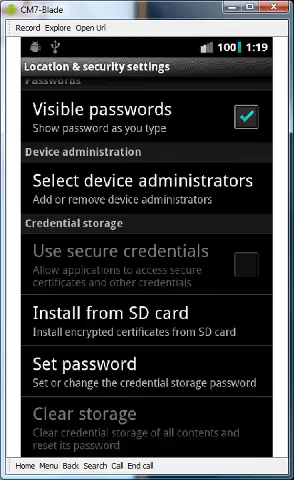 CM7-Blade
Record Explore Open Url
100 1:19
Location & security settings
Passwords
Visible passwords
Show password as you type
Device administration
Select device administrators
Add or remove device administrators
Credential storage
Use secure credentials
Allow applications to access secure
certificates and other credentials
Install from SD card
Install encrypted certificates from SD card
Set password
Set or change the credential storage password
Clear storage
Clear credential storage of all contents and
reset its password
Home Menu Back Search Call End call